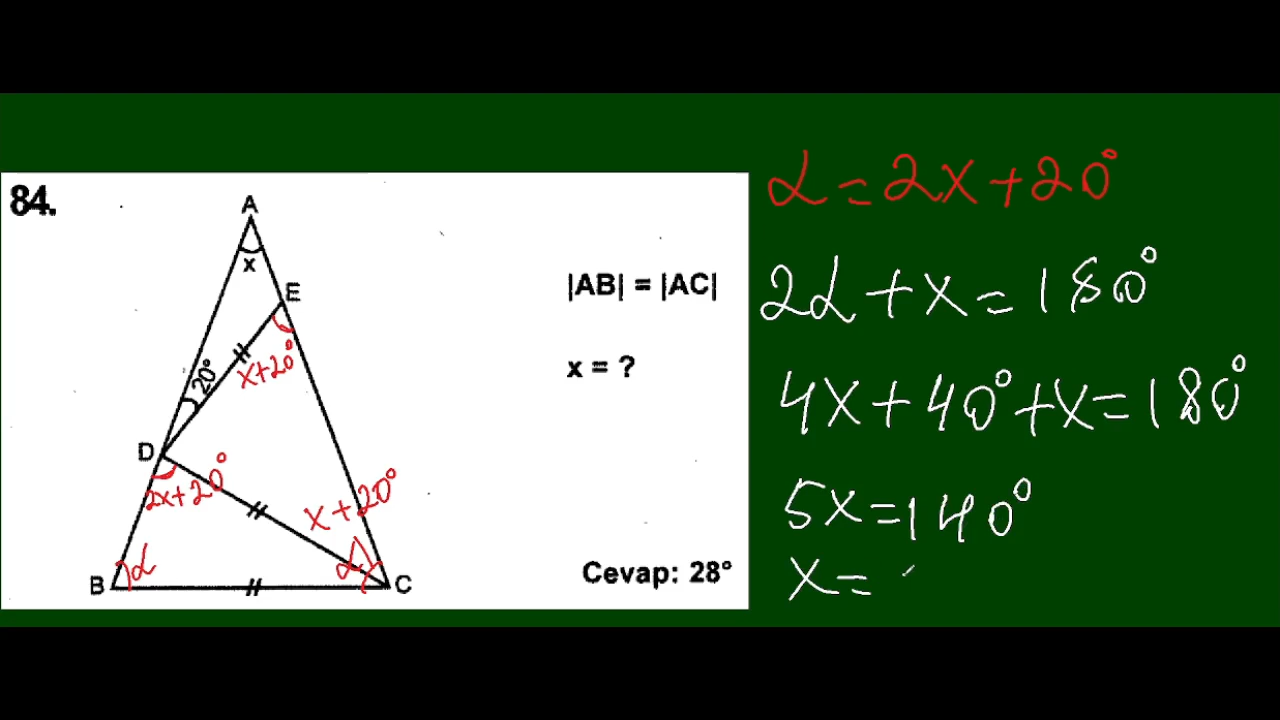 84.
A
x
E
20°
x+20°
D
2x+20°
x+20°
B
α
α
C
|AB| = |AC|
x = ?
Cevap: 28°
α=2x+20°
2α+x=180°
4x+40°+x=180°
5x=140°
x=